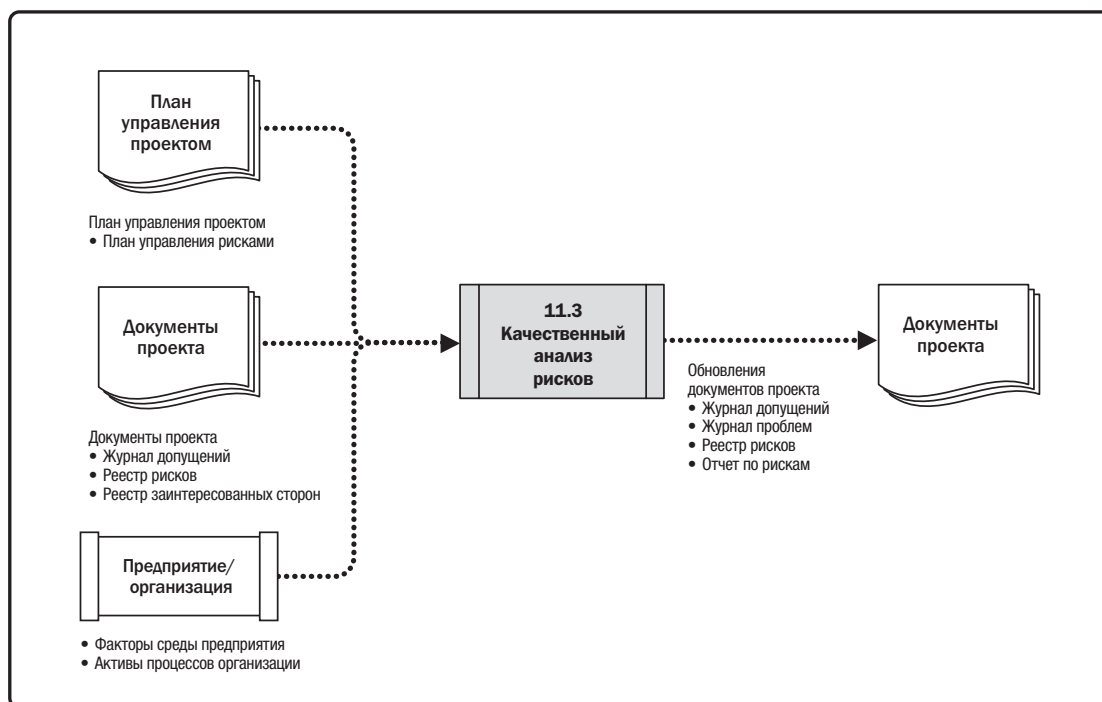 План
управления
проектом
План управления проектом
• План управления рисками
Документы
проекта
Документы проекта
• Журнал допущений
• Реестр рисков
• Реестр заинтересованных сторон
Предприятие/
организация
• Факторы среды предприятия
• Активы процессов организации
11.3
Качественный
анализ
рисков
Обновления
документов проекта
• Журнал допущений
• Журнал проблем
• Реестр рисков
• Отчет по рискам
Документы
проекта